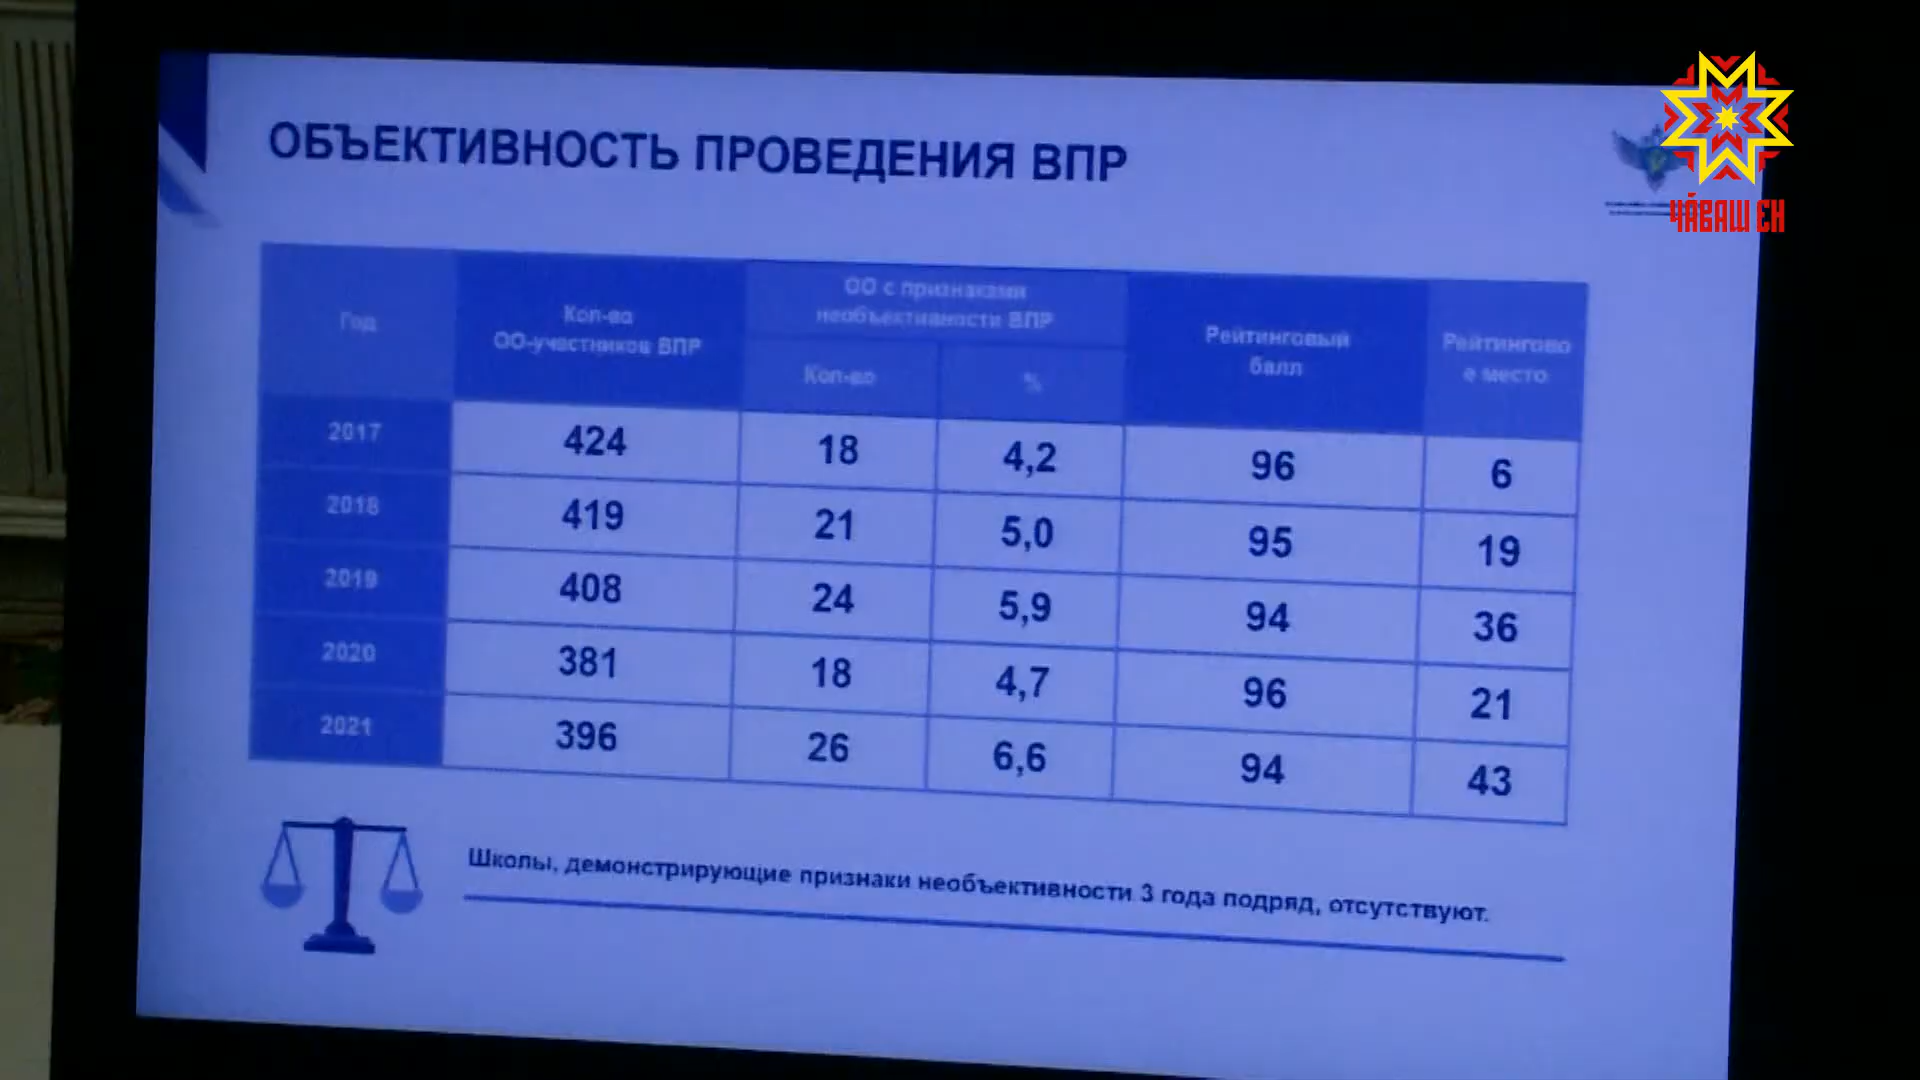 ОБЪЕКТИВНОСТЬ ПРОВЕДЕНИЯ ВПР
ЧӐВАШ ЕН
Год
Кол-во
ОО-участников ВПР
ОО с признаками
необъективности ВПР
Кол-во
%
Рейтинговый
балл
Рейтингово
е место
2017 424 18 4,2 96 6
2018 419 21 5,0 95 19
2019 408 24 5,9 94 36
2020 381 18 4,7 96 21
2021 396 26 6,6 94 43
Школы, демонстрирующие признаки необъективности 3 года подряд, отсутствуют.